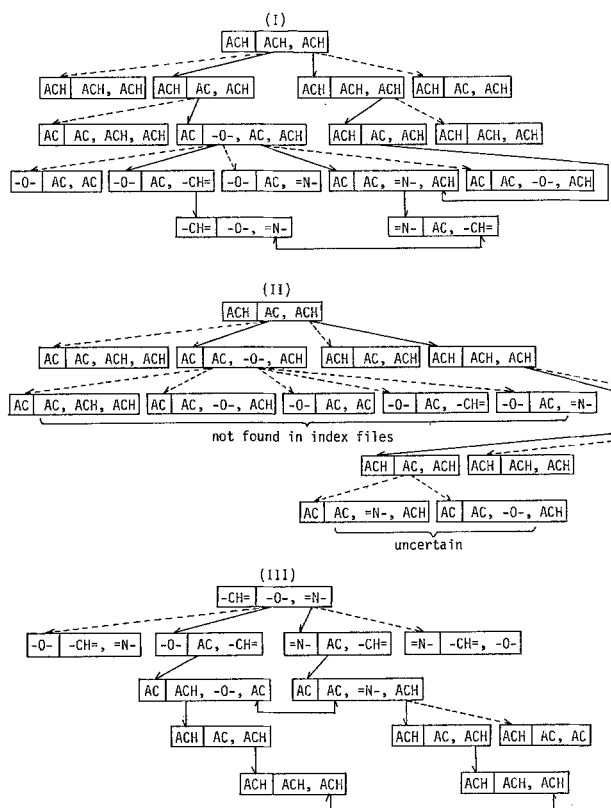 (I)
ACH ACH, ACH
ACH ACH, ACH ACH AC, ACH ACH ACH, ACH ACH AC, ACH
AC AC, ACH, ACH AC -O-, AC, ACH ACH AC, ACH ACH ACH, ACH
-O- AC, AC -O- AC, -CH= -O- AC, =N- AC AC, =N-, ACH AC AC, -O-, ACH
-CH= -O-, =N- =N- AC, -CH=
(II)
ACH AC, ACH
AC AC, ACH, ACH AC AC, -O-, ACH ACH AC, ACH ACH ACH, ACH
AC AC, ACH, ACH AC AC, -O-, ACH -O- AC, AC -O- AC, -CH= -O- AC, =N-
not found in index files
ACH AC, ACH ACH ACH, ACH
AC AC, =N-, ACH AC AC, -O-, ACH
uncertain
(III)
-CH= -O-, =N-
-O- -CH=, =N- -O- AC, -CH= =N- AC, -CH= =N- -CH=, -O-
AC ACH, -O-, AC AC AC, =N-, ACH
ACH AC, ACH ACH AC, ACH ACH AC, AC
ACH ACH, ACH ACH ACH, ACH